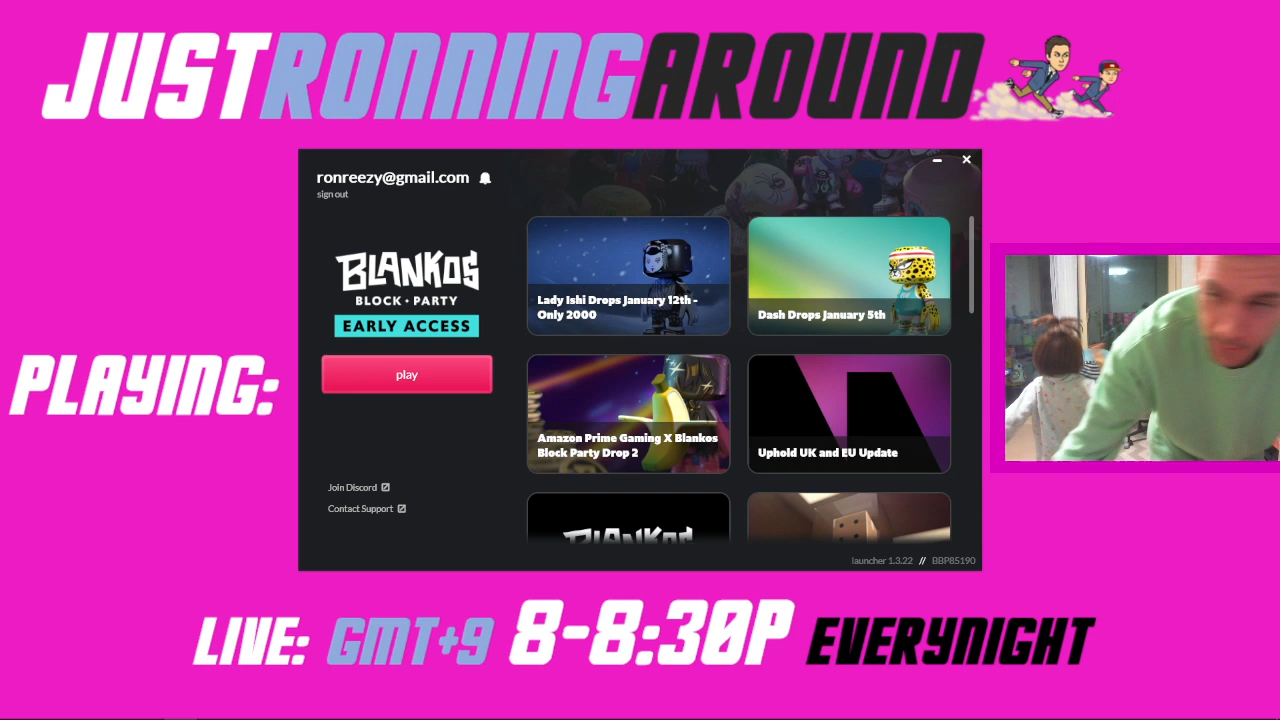 JUSTRONNINGAROUND
ronreezy@gmail.com
sign out
BLANKOS
BLOCK • PARTY
EARLY ACCESS
play
Join Discord
Contact Support
Lady Ishi Drops January 12th -
Only 2000
Dash Drops January 5th
Amazon Prime Gaming X Blankos
Block Party Drop 2
Uphold UK and EU Update
BLANKOS
launcher 1.3.22 // BBP85190
PLAYING:
LIVE: GMT+9 8-8:30P EVERYNIGHT